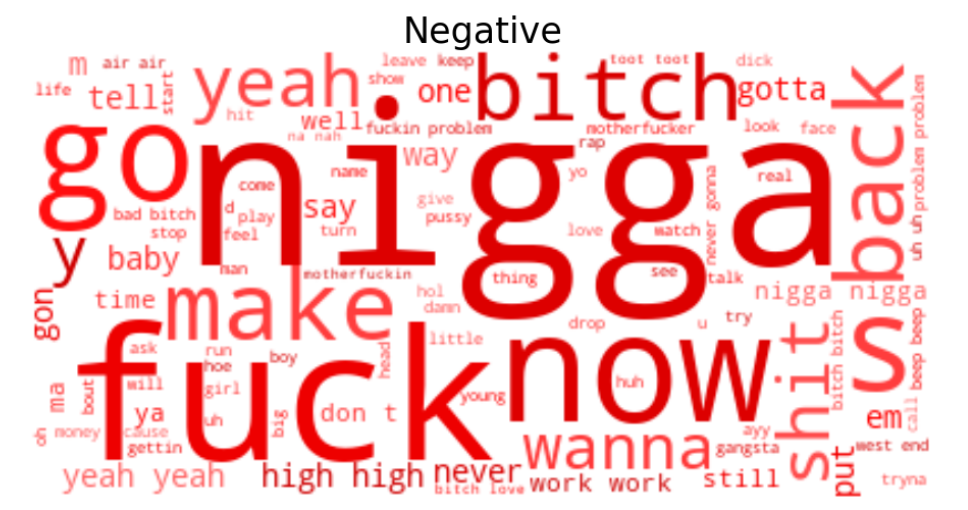 Negative
m
air air
leave keep
toot toot
dick
life
tell
start
yeah
show
one
bitch
gotta
back
hit
well
fuckin problem
motherfucker
look
face
problem problem
na nah
go
nigga
rap
way
name
yo
real
come
d
play
say
give
pussy
gonna
bad bitch
stop
feel
turn
love
watch
never
uh uh
y
baby
man
motherfuckin
thing
see
talk
time
make
hol
damn
nigga nigga
gon
drop
u
try
s
ask
run
hoe
boy
head
little
now
shit
bitch bitch
beep beep
fuck
ma
bout
will
girl
young
huh
ya
uh
big
don t
em
call
oh
money
cause
gettin
wanna
ayy
gangsta
west end
yeah yeah
high high
never
bitch love
work work
still
put
tryna